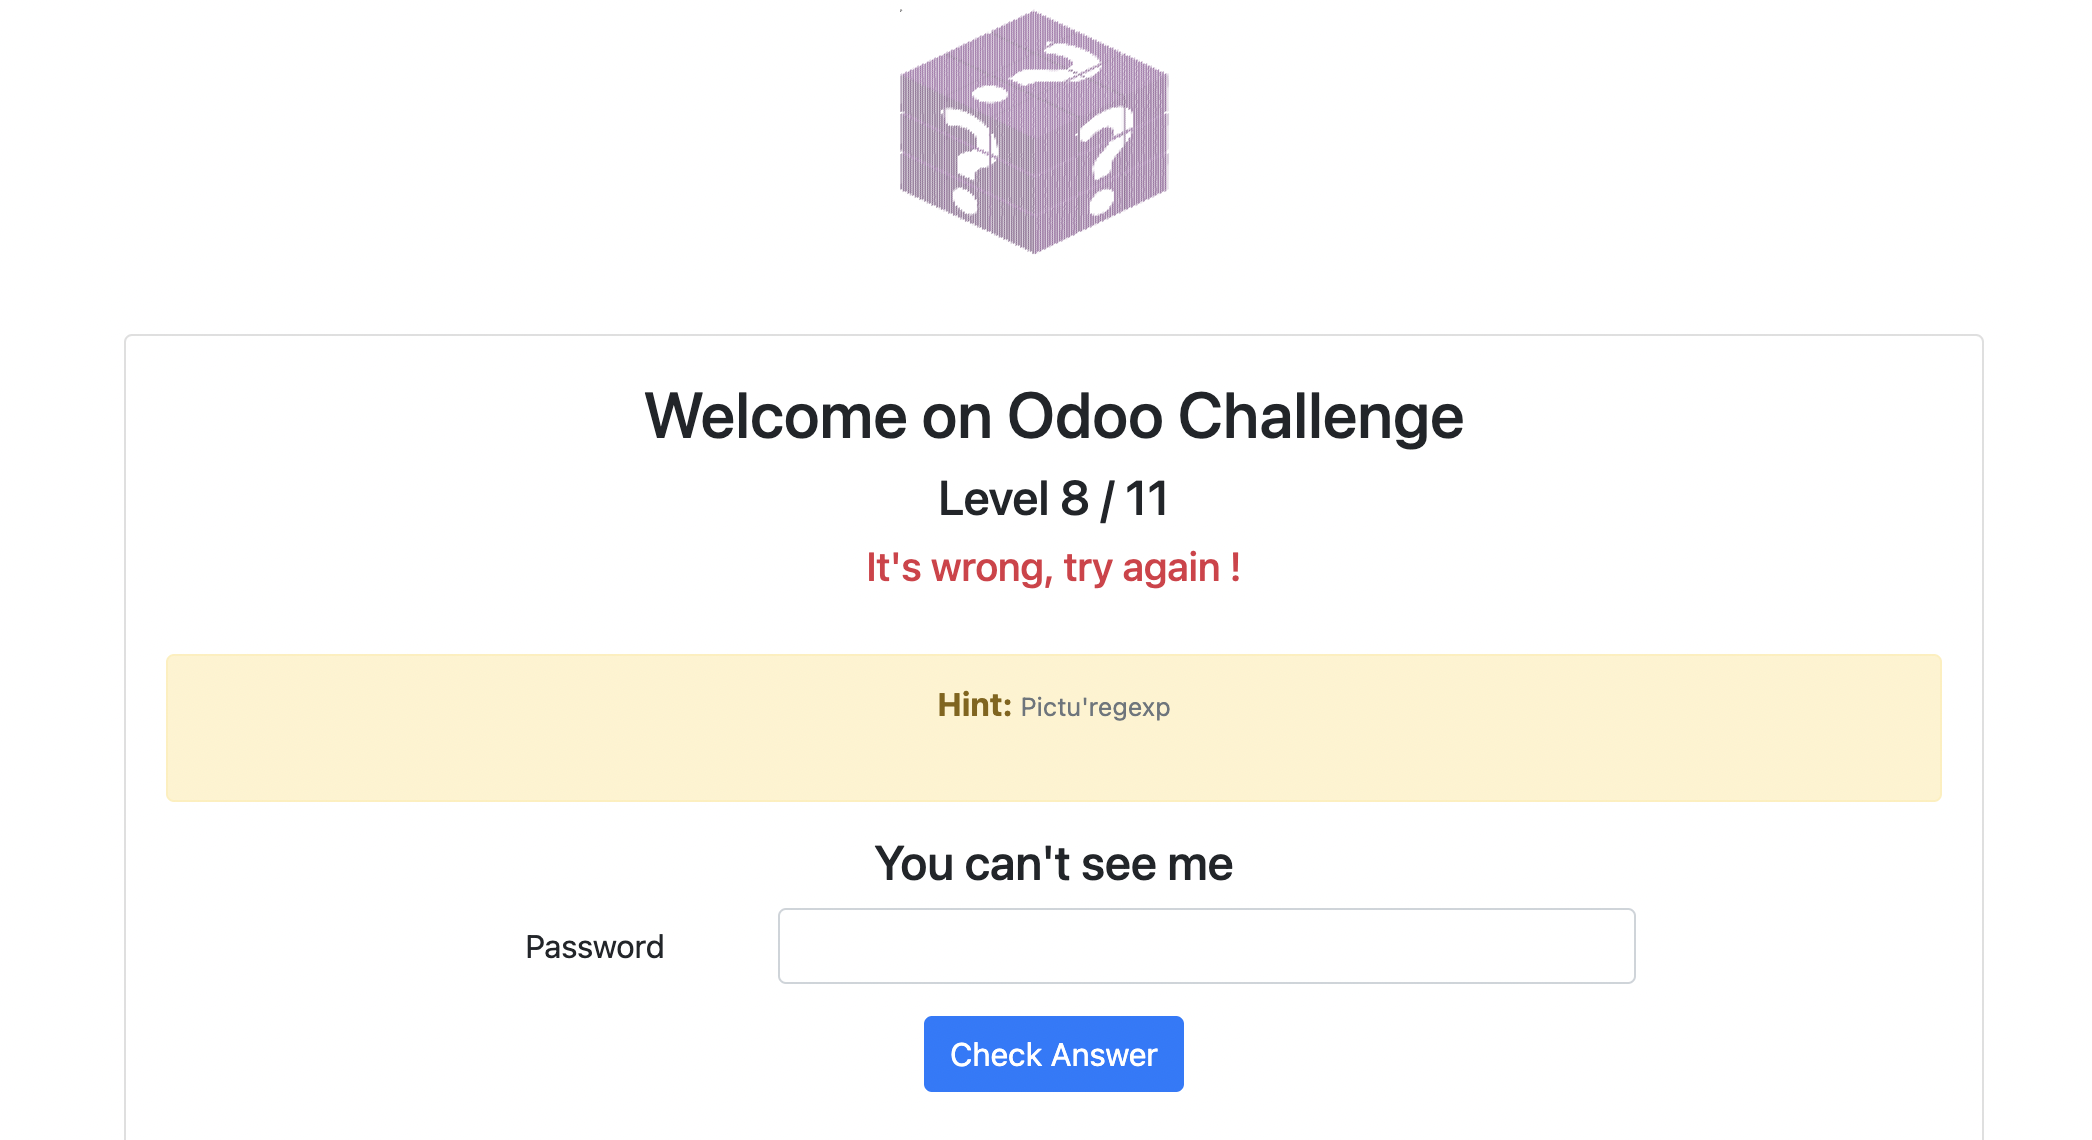 ? ? ?
Welcome on Odoo Challenge
Level 8 / 11
It's wrong, try again !
Hint: Pictu'regexp
You can't see me
Password
Check Answer